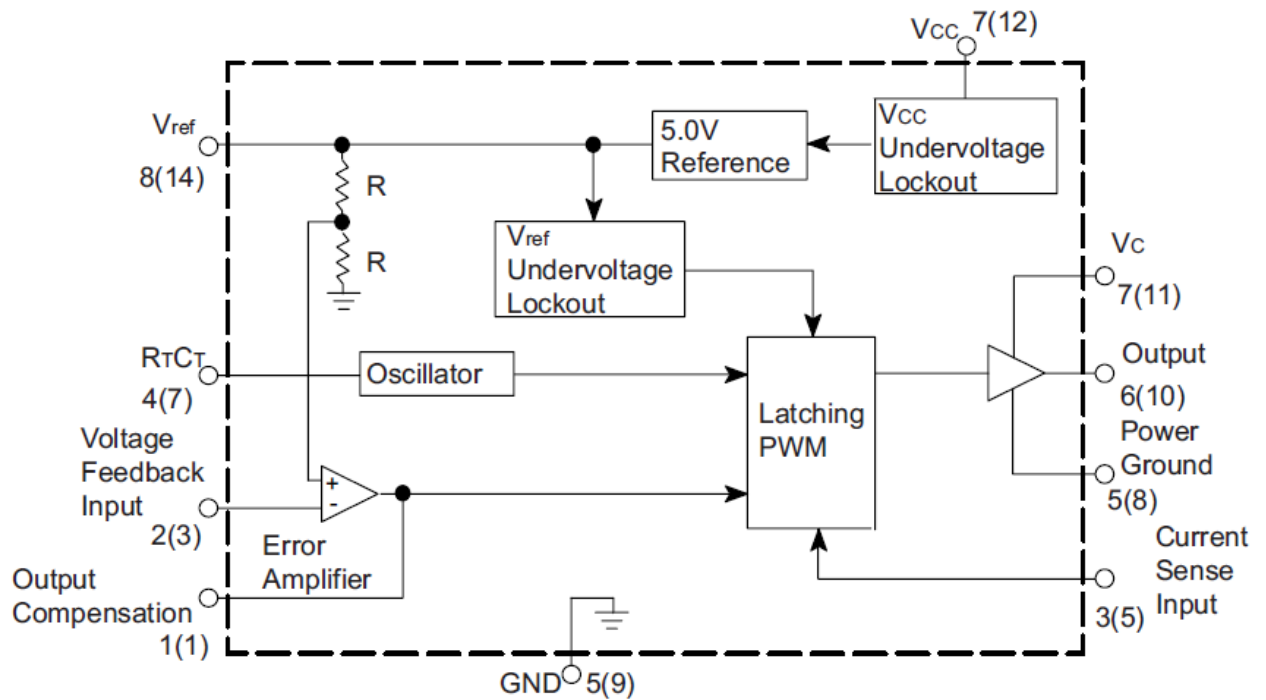 VCC 7(12)
Vref
8(14)
R
R
5.0V
Reference
VCC
Undervoltage
Lockout
Vref
Undervoltage
Lockout
VC
7(11)
RTCT
4(7)
Oscillator
Latching
PWM
Output
6(10)
Power
Ground
5(8)
Voltage
Feedback
Input
2(3)
+
-
Error
Amplifier
Output
Compensation
1(1)
Current
Sense
Input
3(5)
GND 5(9)